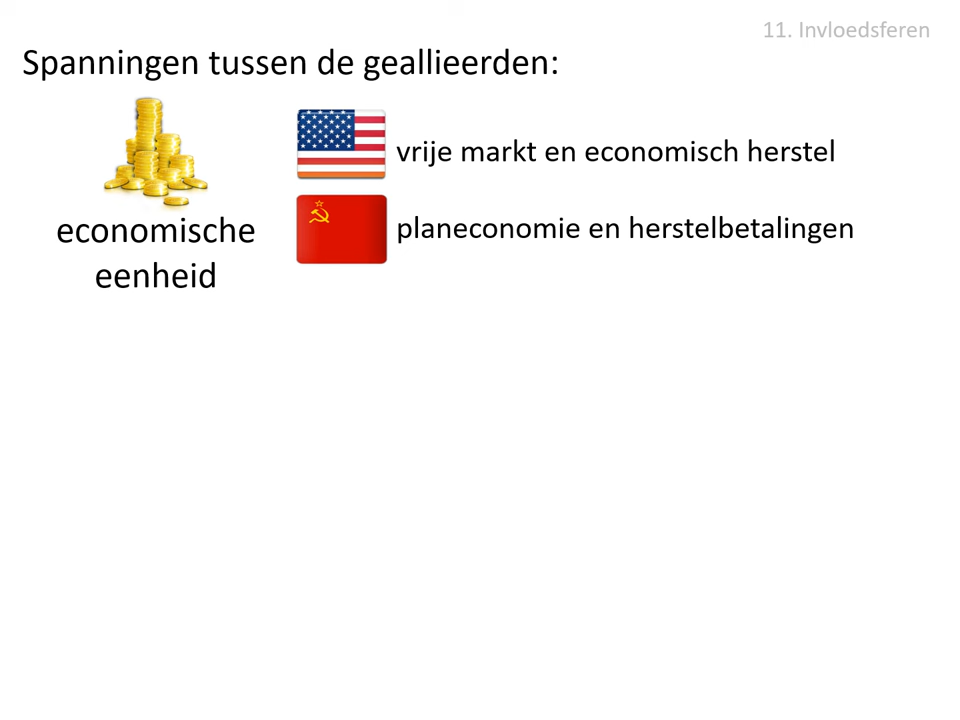 11. Invloedsferen
Spanningen tussen de geallieerden:
vrije markt en economisch herstel
planeconomie en herstelbetalingen
economische
eenheid